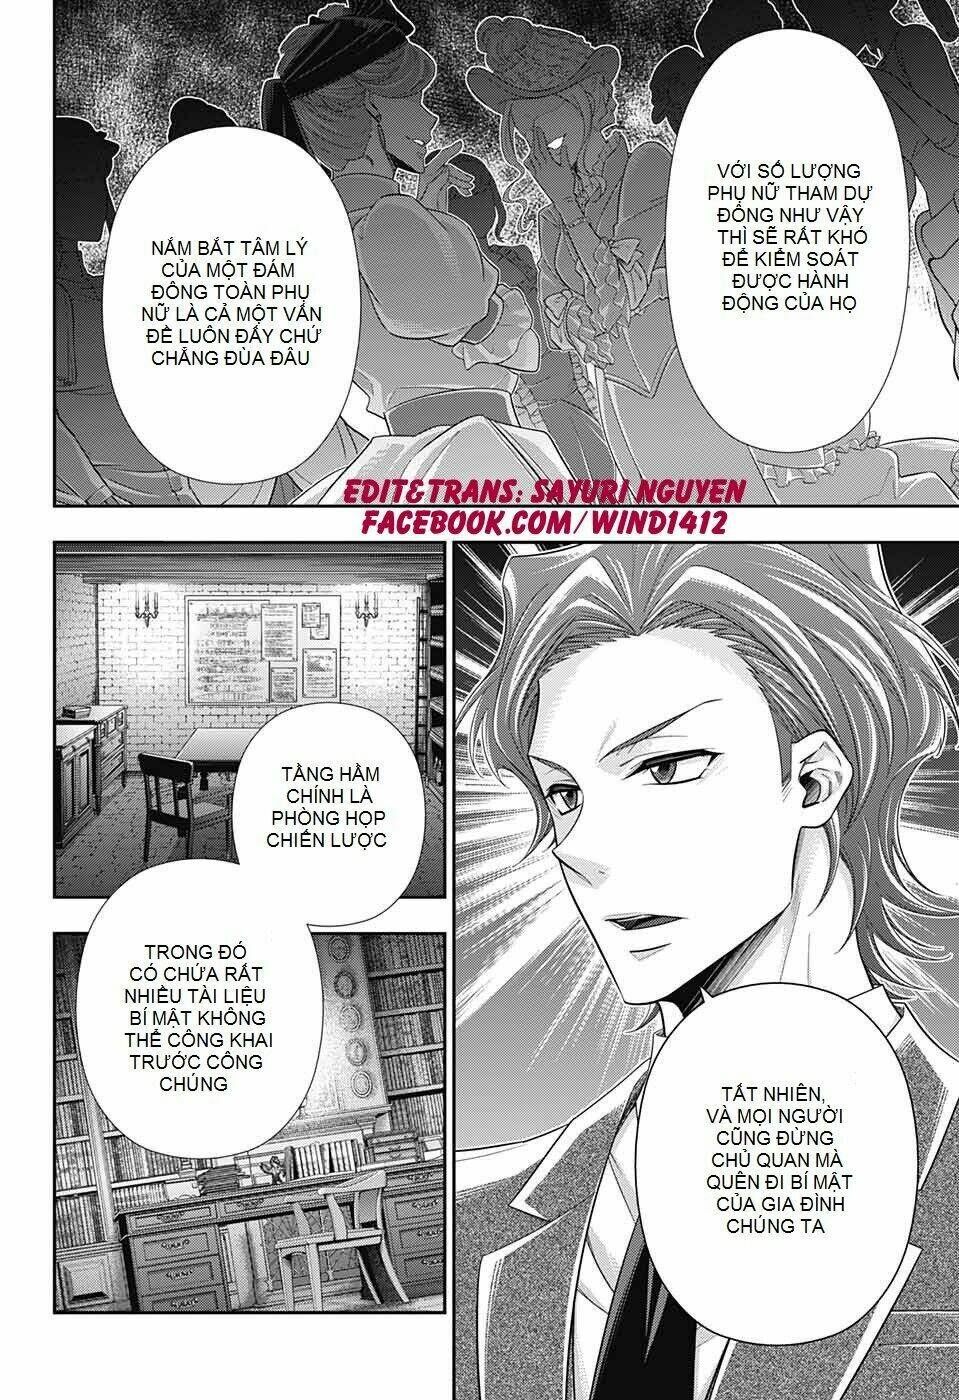 VỚI SỐ LƯỢNG
PHỤ NỮ THAM DỰ
ĐÔNG NHƯ VẬY
THÌ SẼ RẤT KHÓ
ĐỂ KIỂM SOÁT
ĐƯỢC HÀNH
ĐỘNG CỦA HỌ
NẮM BẮT TÂM LÝ
CỦA MỘT ĐÁM
ĐÔNG TOÀN PHỤ
NỮ LÀ CẢ MỘT VẤN
ĐỀ LUÔN ĐẤY CHỨ
CHẲNG ĐÙA ĐÂU
EDIT&TRANS: SAYURI NGUYEN
FACEBOOK.COM/WIND1412
TẤT NHIÊN,
VÀ MỌI NGƯỜI
CŨNG ĐỪNG
CHỦ QUAN MÀ
QUÊN ĐI BÍ MẬT
CỦA GIA ĐÌNH
CHÚNG TA
TẦNG HẦM
CHÍNH LÀ
PHÒNG HỌP
CHIẾN LƯỢC
TRONG ĐÓ
CÓ CHỨA RẤT
NHIỀU TÀI LIỆU
BÍ MẬT KHÔNG
THỂ CÔNG KHAI
TRƯỚC CÔNG
CHÚNG